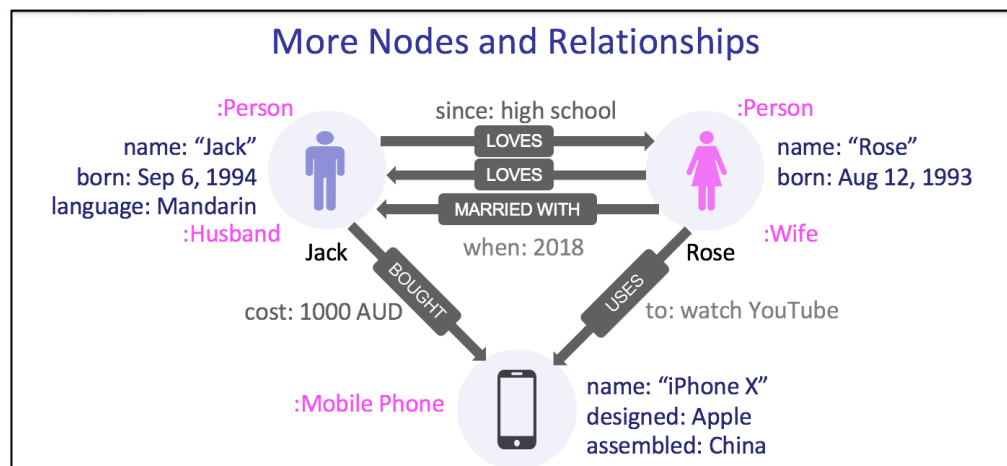 More Nodes and Relationships
:Person
since: high school
:Person
name: “Jack”
born: Sep 6, 1994
language: Mandarin
LOVES
LOVES
MARRIED WITH
name: “Rose”
born: Aug 12, 1993
:Husband
Jack
when: 2018
Rose
:Wife
BOUGHT
cost: 1000 AUD
USES
to: watch YouTube
:Mobile Phone
name: “iPhone X”
designed: Apple
assembled: China